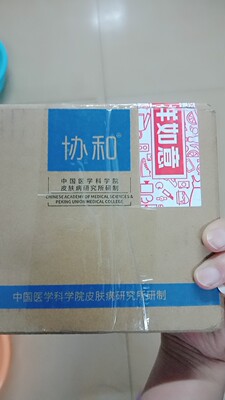 协和®
祥如意
中国医学科学院
皮肤病研究所研制
CHINESE ACADEMY OF MEDICAL SCIENCES &
PEKING UNION MEDICAL COLLEGE
中国医学科学院皮肤病研究所研制